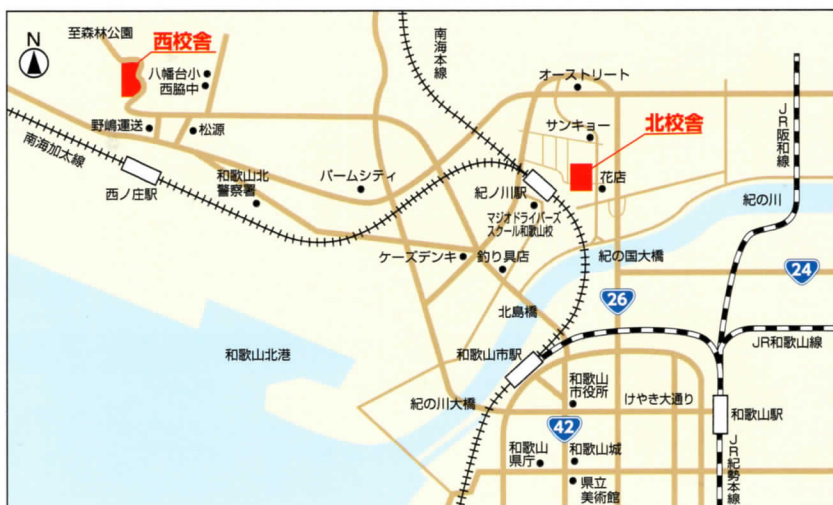 N
至森林公園
西校舎
八幡台小
西脇中
野嶋運送
松源
南海加太線
西ノ庄駅
和歌山北
警察署
パームシティ
南海本線
オーストリート
サンキョー
北校舎
花店
JR阪和線
紀ノ川駅
マジオドライバーズ
スクール和歌山校
紀の川
ケーズデンキ
釣り具店
紀の国大橋
24
26
北島橋
和歌山北港
和歌山市駅
JR和歌山線
紀の川大橋
和歌山
市役所
けやき大通り
和歌山駅
42
和歌山
県庁
和歌山城
県立
美術館
JR紀勢本線